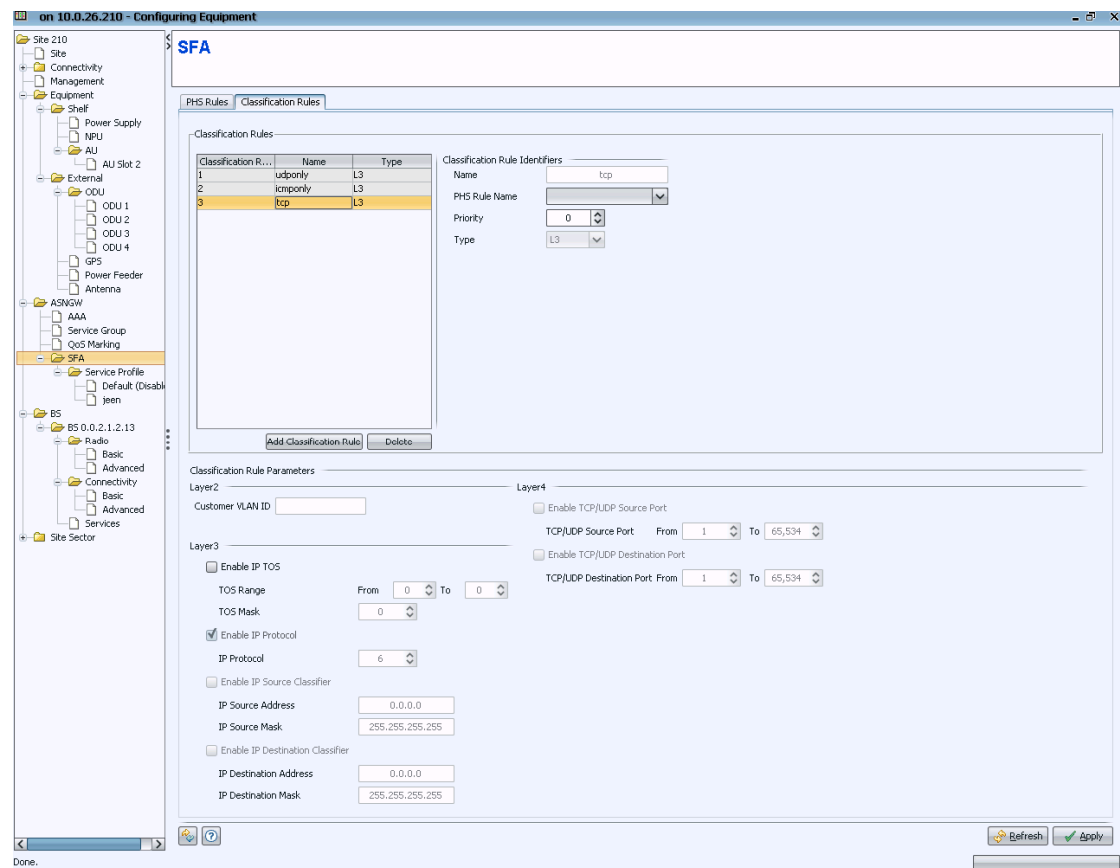 on 10.0.26.210 - Configuring Equipment
Site 210
Site
Connectivity
Management
Equipment
Shelf
Power Supply
NPU
AU
AU Slot 2
External
ODU
ODU 1
ODU 2
ODU 3
ODU 4
GPS
Power Feeder
Antenna
ASNGW
AAA
Service Group
QoS Marking
SFA
Service Profile
Default (Disable
jeen
BS
BS 0.0.2.1.2.13
Radio
Basic
Advanced
Connectivity
Basic
Advanced
Services
Site Sector
SFA
PHS Rules Classification Rules
Classification Rules
Classification R... Name Type
1 udponly L3
2 icmponly L3
3 tcp L3
Add Classification Rule Delete
Classification Rule Identifiers
Name tcp
PHS Rule Name
Priority 0
Type L3
Classification Rule Parameters
Layer2
Customer VLAN ID
Layer3
Enable IP TOS
TOS Range From 0 To 0
TOS Mask 0
Enable IP Protocol
IP Protocol 6
Enable IP Source Classifier
IP Source Address 0.0.0.0
IP Source Mask 255.255.255.255
Enable IP Destination Classifier
IP Destination Address 0.0.0.0
IP Destination Mask 255.255.255.255
Layer4
Enable TCP/UDP Source Port
TCP/UDP Source Port From 1 To 65,534
Enable TCP/UDP Destination Port
TCP/UDP Destination Port From 1 To 65,534
Refresh Apply
Done.